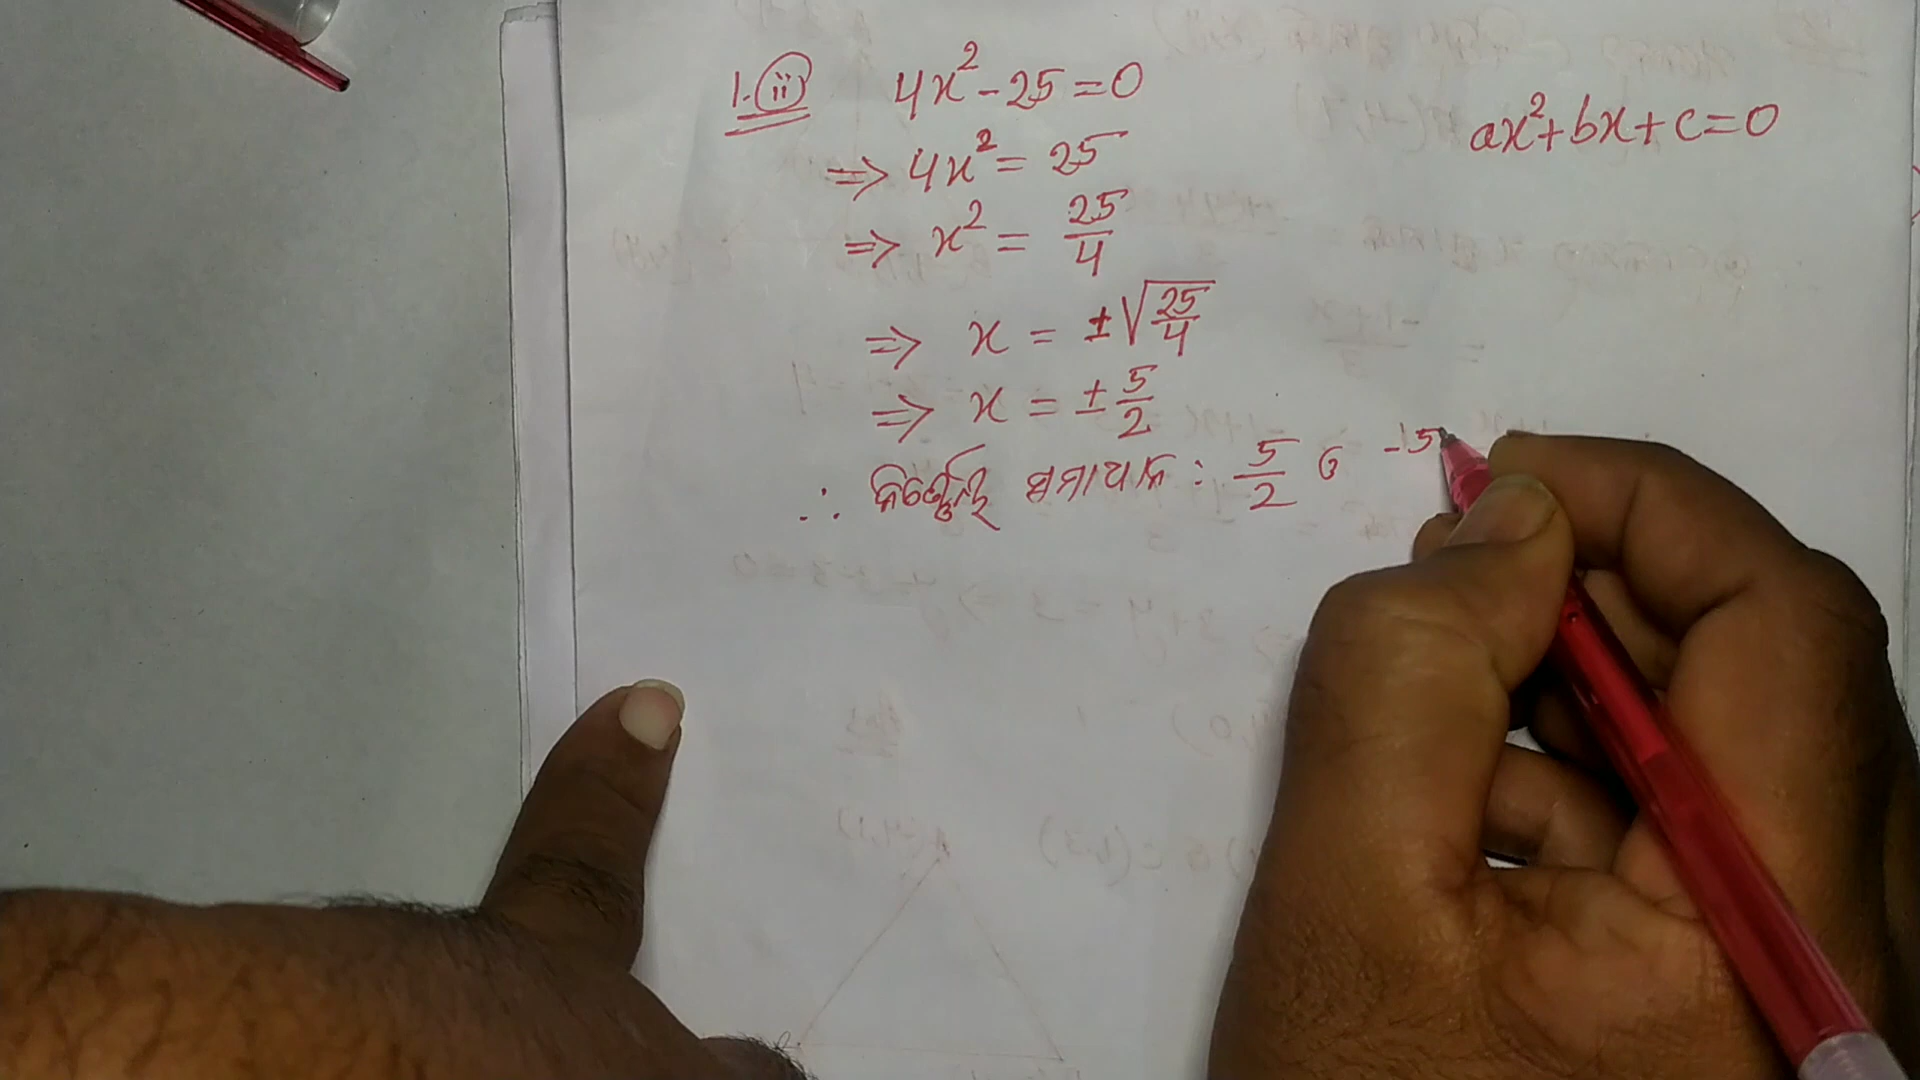 1. ii 4x² - 25 = 0
ax² + bx + c = 0
⇒ 4x² = 25
⇒ x² = 25/4
⇒ x = ±√(25/4)
⇒ x = ± 5/2
∴ ନିର୍ଣ୍ଣେୟ ସମାଧାନ : 5/2 ଓ -5